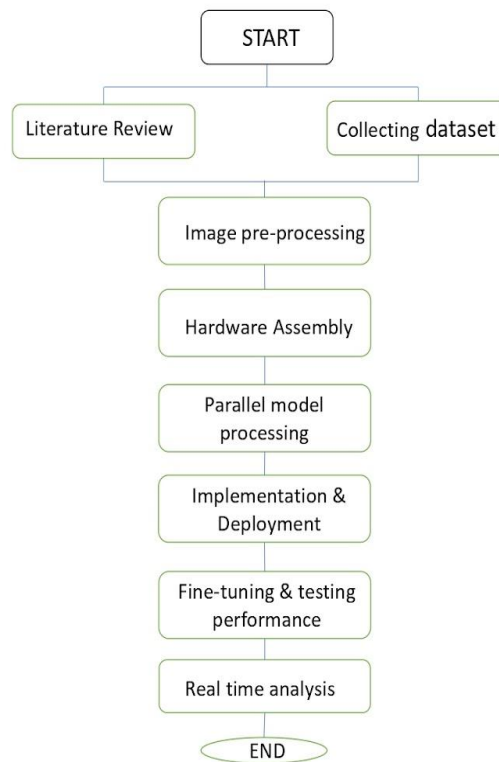 START
Literature Review
Collecting dataset
Image pre-processing
Hardware Assembly
Parallel model
processing
Implementation &
Deployment
Fine-tuning & testing
performance
Real time analysis
END